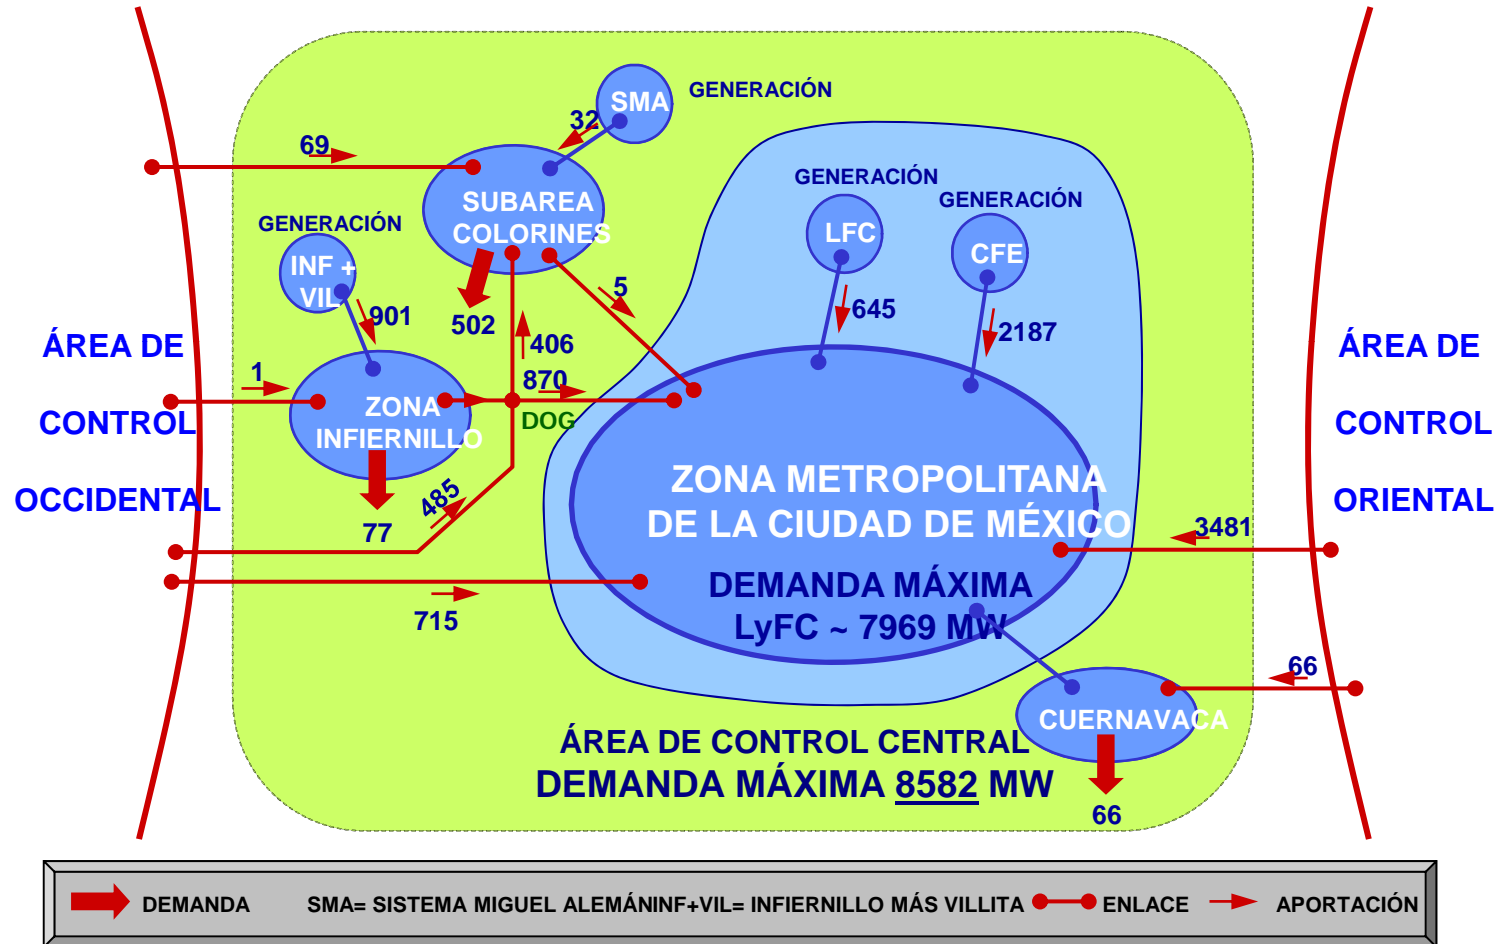 GENERACIÓN
SMA
32
69
SUBAREA
COLORINES
GENERACIÓN
INF +
VIL
901
502
406
5
GENERACIÓN
LFC
645
GENERACIÓN
CFE
2187
ÁREA DE
CONTROL
OCCIDENTAL
1
ZONA
INFIERNILLO
77
870
DOG
485
715
ZONA METROPOLITANA
DE LA CIUDAD DE MÉXICO
DEMANDA MÁXIMA
LyFC ~ 7969 MW
ÁREA DE
CONTROL
ORIENTAL
3481
66
CUERNAVACA
66
ÁREA DE CONTROL CENTRAL
DEMANDA MÁXIMA 8582 MW
DEMANDA SMA= SISTEMA MIGUEL ALEMÁN INF+VIL= INFIERNILLO MÁS VILLITA ENLACE APORTACIÓN